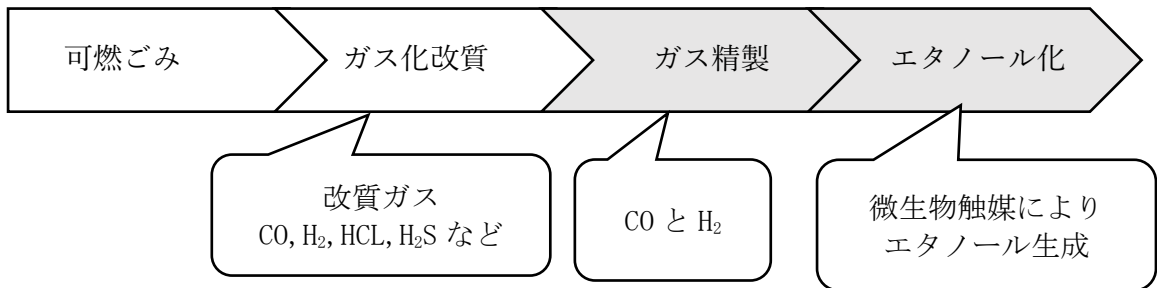 可燃ごみ
ガス化改質
ガス精製
エタノール化
改質ガス
CO,H₂,HCL,H₂S など
CO と H₂
微生物触媒により
エタノール生成